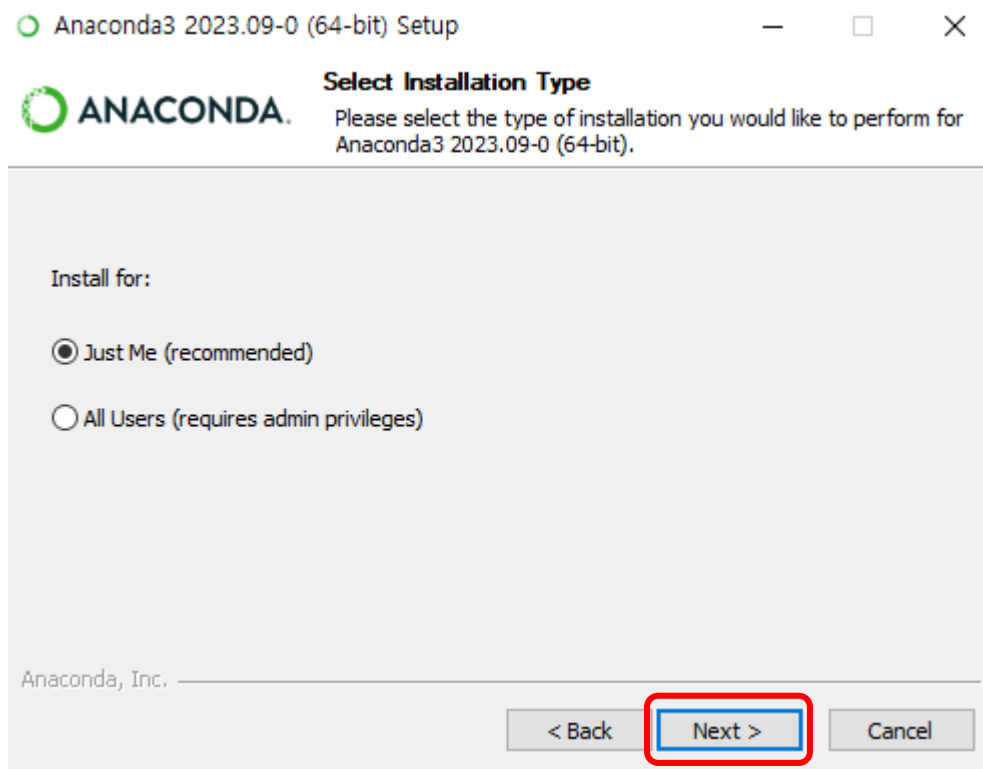 Anaconda3 2023.09-0 (64-bit) Setup
ANACONDA.
Select Installation Type
Please select the type of installation you would like to perform for
Anaconda3 2023.09-0 (64-bit).
Install for:
Just Me (recommended)
All Users (requires admin privileges)
Anaconda, Inc.
< Back
Next >
Cancel